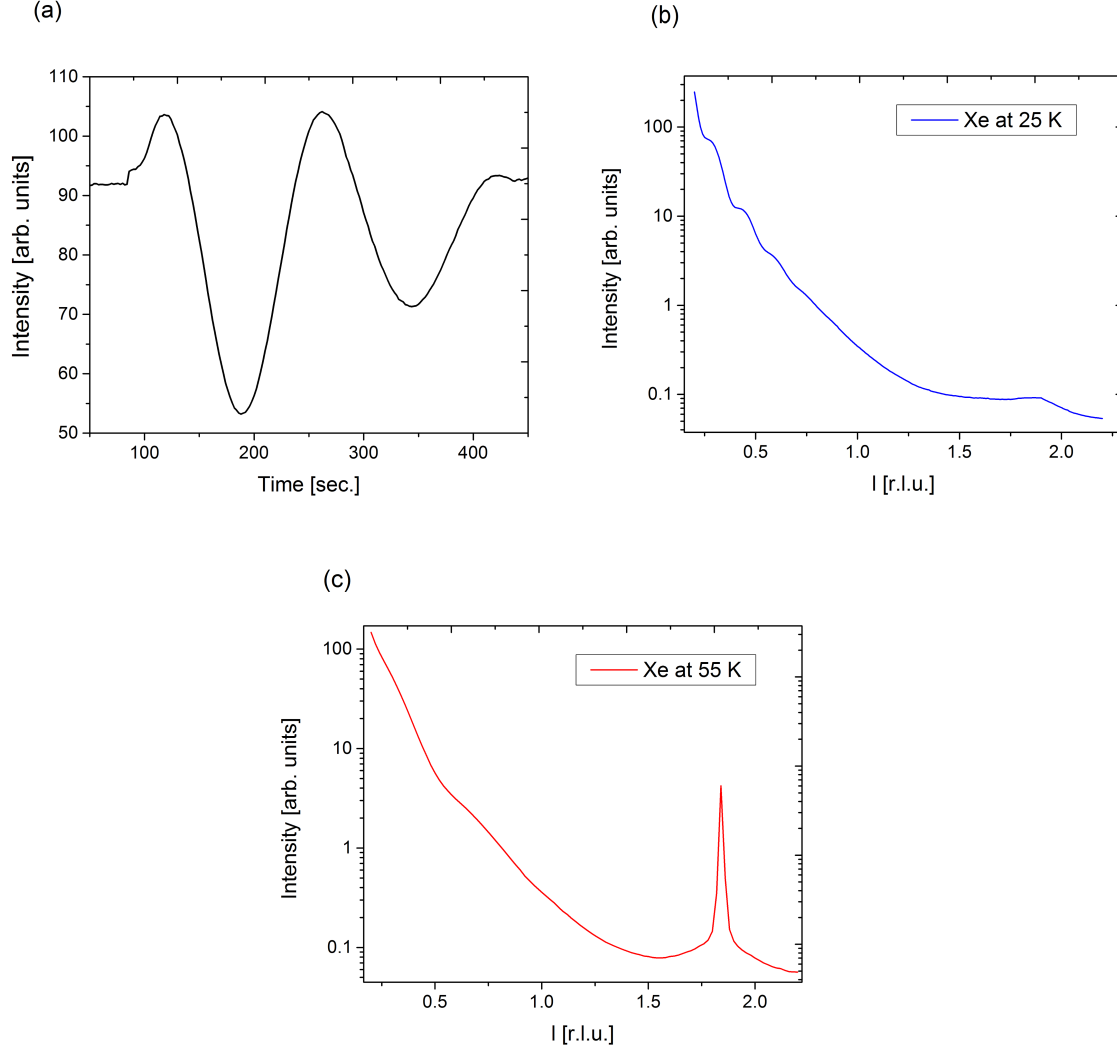 (a)
110
100
90
80
70
60
50
Intensity [arb. units]
100
200
300
400
Time [sec.]
(b)
Xe at 25 K
100
10
1
0.1
Intensity [arb. units]
0.5
1.0
1.5
2.0
l [r.l.u.]
(c)
Xe at 55 K
100
10
1
0.1
Intensity [arb. units]
0.5
1.0
1.5
2.0
l [r.l.u.]